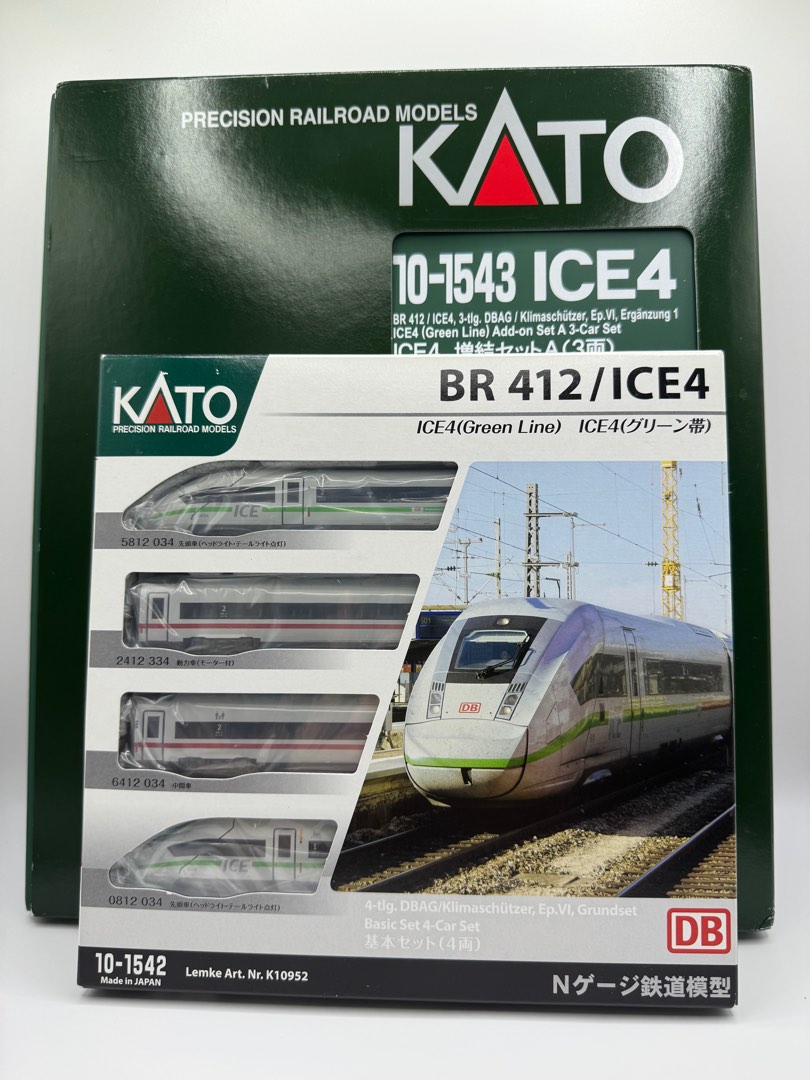 PRECISION RAILROAD MODELS
KATO
10-1543 ICE4
BR 412 / ICE4, 3-tlg. DBAG / Klimaschützer, Ep.VI, Ergänzung 1
ICE4 (Green Line) Add-on Set A 3-Car Set
ICE4 増結セットA(3両)
KATO
PRECISION RAILROAD MODELS
BR 412/ICE4
ICE4(Green Line) ICE4(グリーン帯)
ICE
5812 034 先頭車(ヘッドライト・テールライト点灯)
2
2412 334 動力車(モーター付)
2
6412 034 中間車
ICE
0812 034 先頭車(ヘッドライト・テールライト点灯)
DB
ICE
4-tlg. DBAG/Klimaschützer, Ep.VI, Grundset
Basic Set 4-Car Set
基本セット(4両)
DB
10-1542
Made in JAPAN
Lemke Art. Nr. K10952
Nゲージ鉄道模型